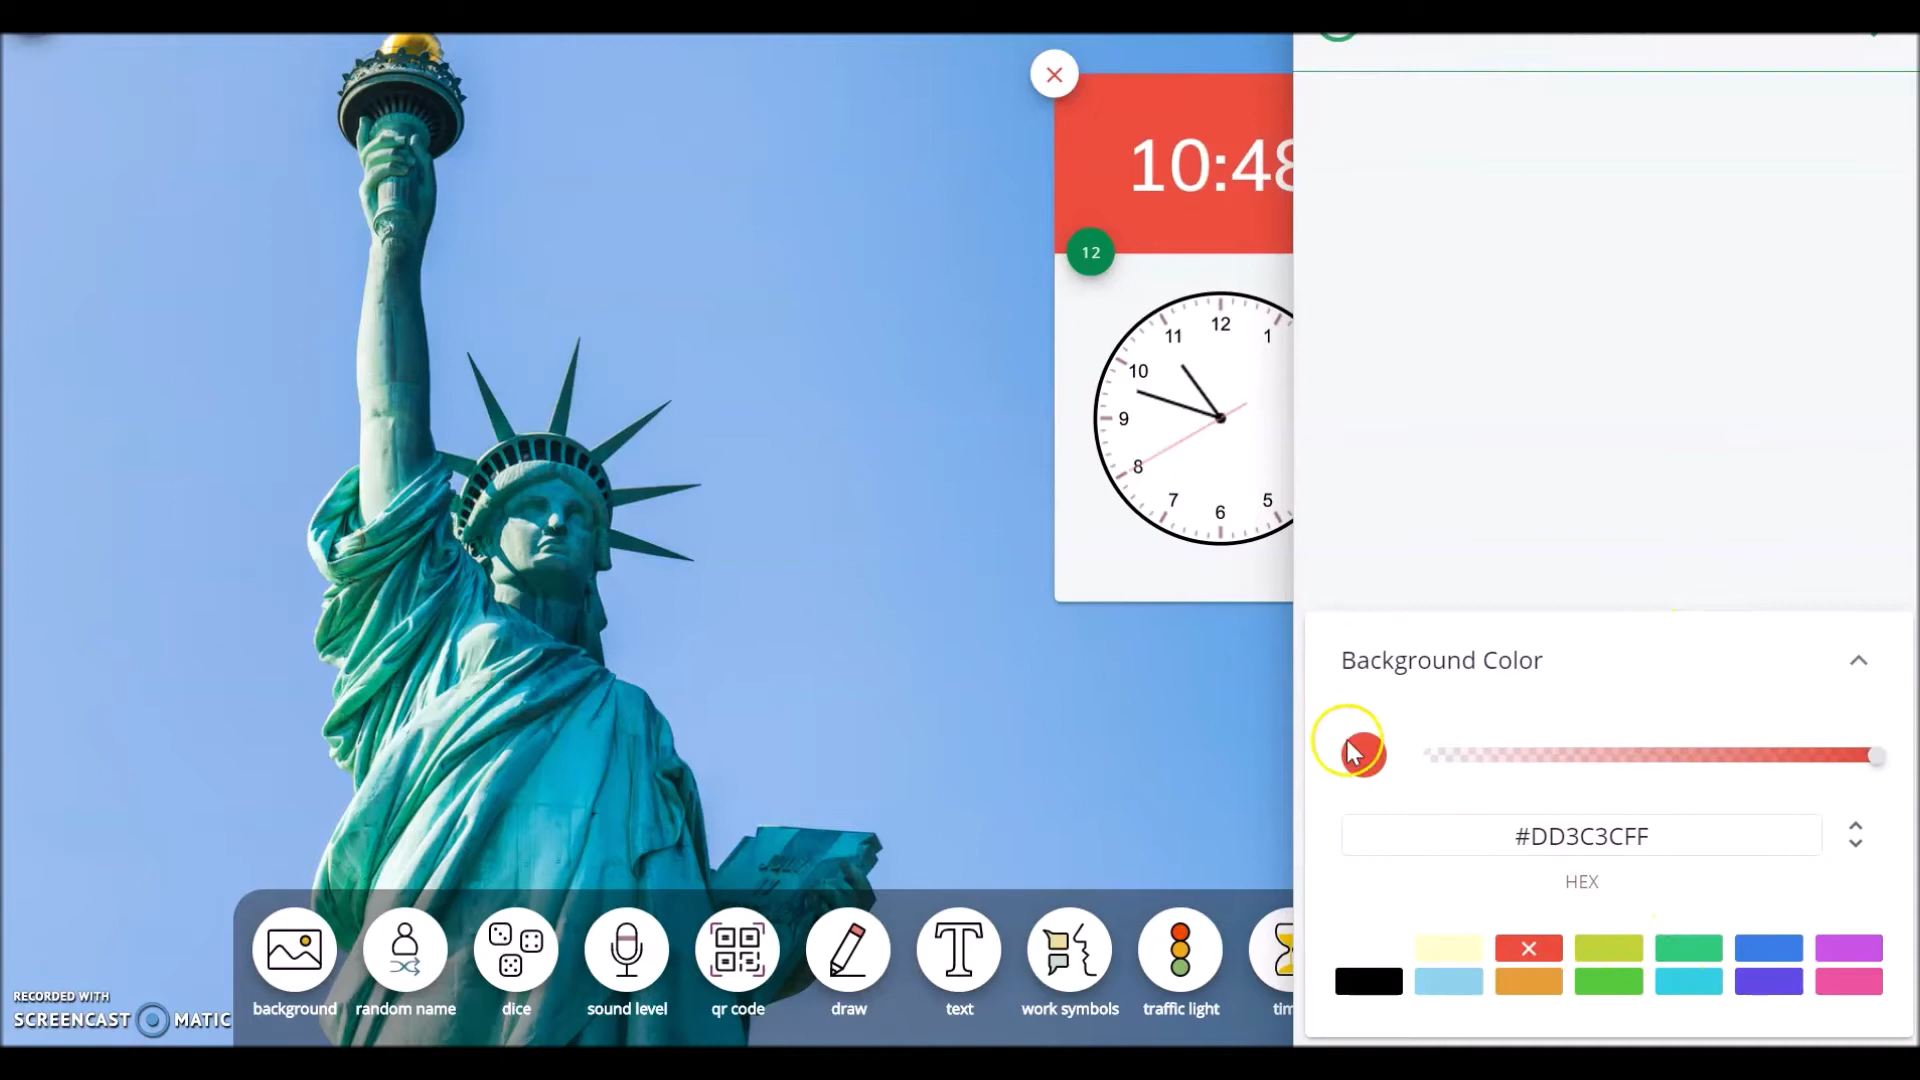 10:48
12
12
11
1
10
9
8
7
5
6
Background Color
#DD3C3CFF
HEX
background
random name
dice
sound level
qr code
draw
text
work symbols
traffic light
tim
RECORDED WITH
SCREENCAST MATIC